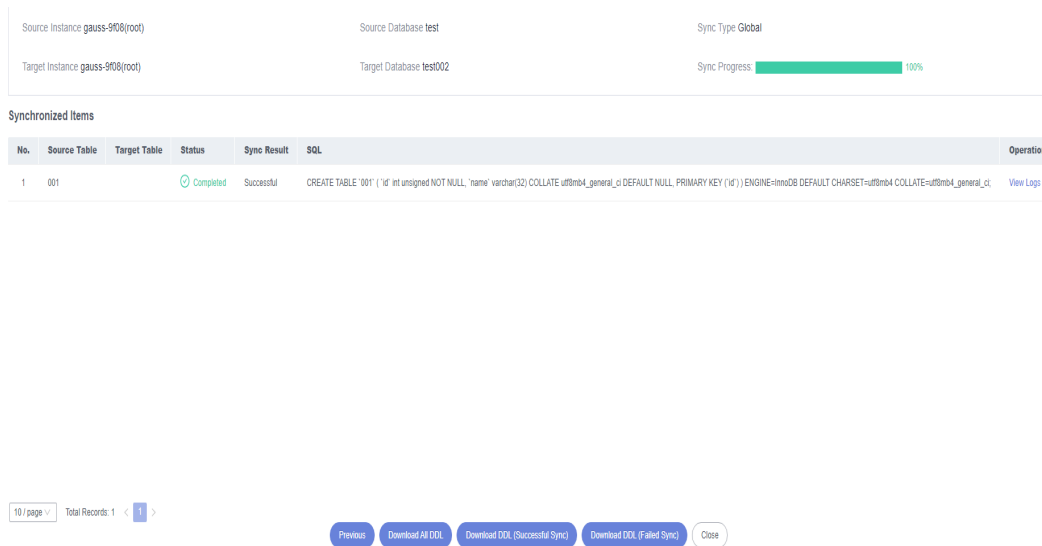 Source Instance gauss-9f08(root) Source Database test Sync Type Global
Target Instance gauss-9f08(root) Target Database test002 Sync Progress: 100%
Synchronized Items
No. Source Table Target Table Status Sync Result SQL Operatio
1 001 Completed Successful CREATE TABLE `001` ( `id` int unsigned NOT NULL, `name` varchar(32) COLLATE utf8mb4_general_ci DEFAULT NULL, PRIMARY KEY (`id`) ) ENGINE=InnoDB DEFAULT CHARSET=utf8mb4 COLLATE=utf8mb4_general_ci; View Logs
10 / page Total Records: 1 < 1 >
Previous Download All DDL Download DDL (Successful Sync) Download DDL (Failed Sync) Close